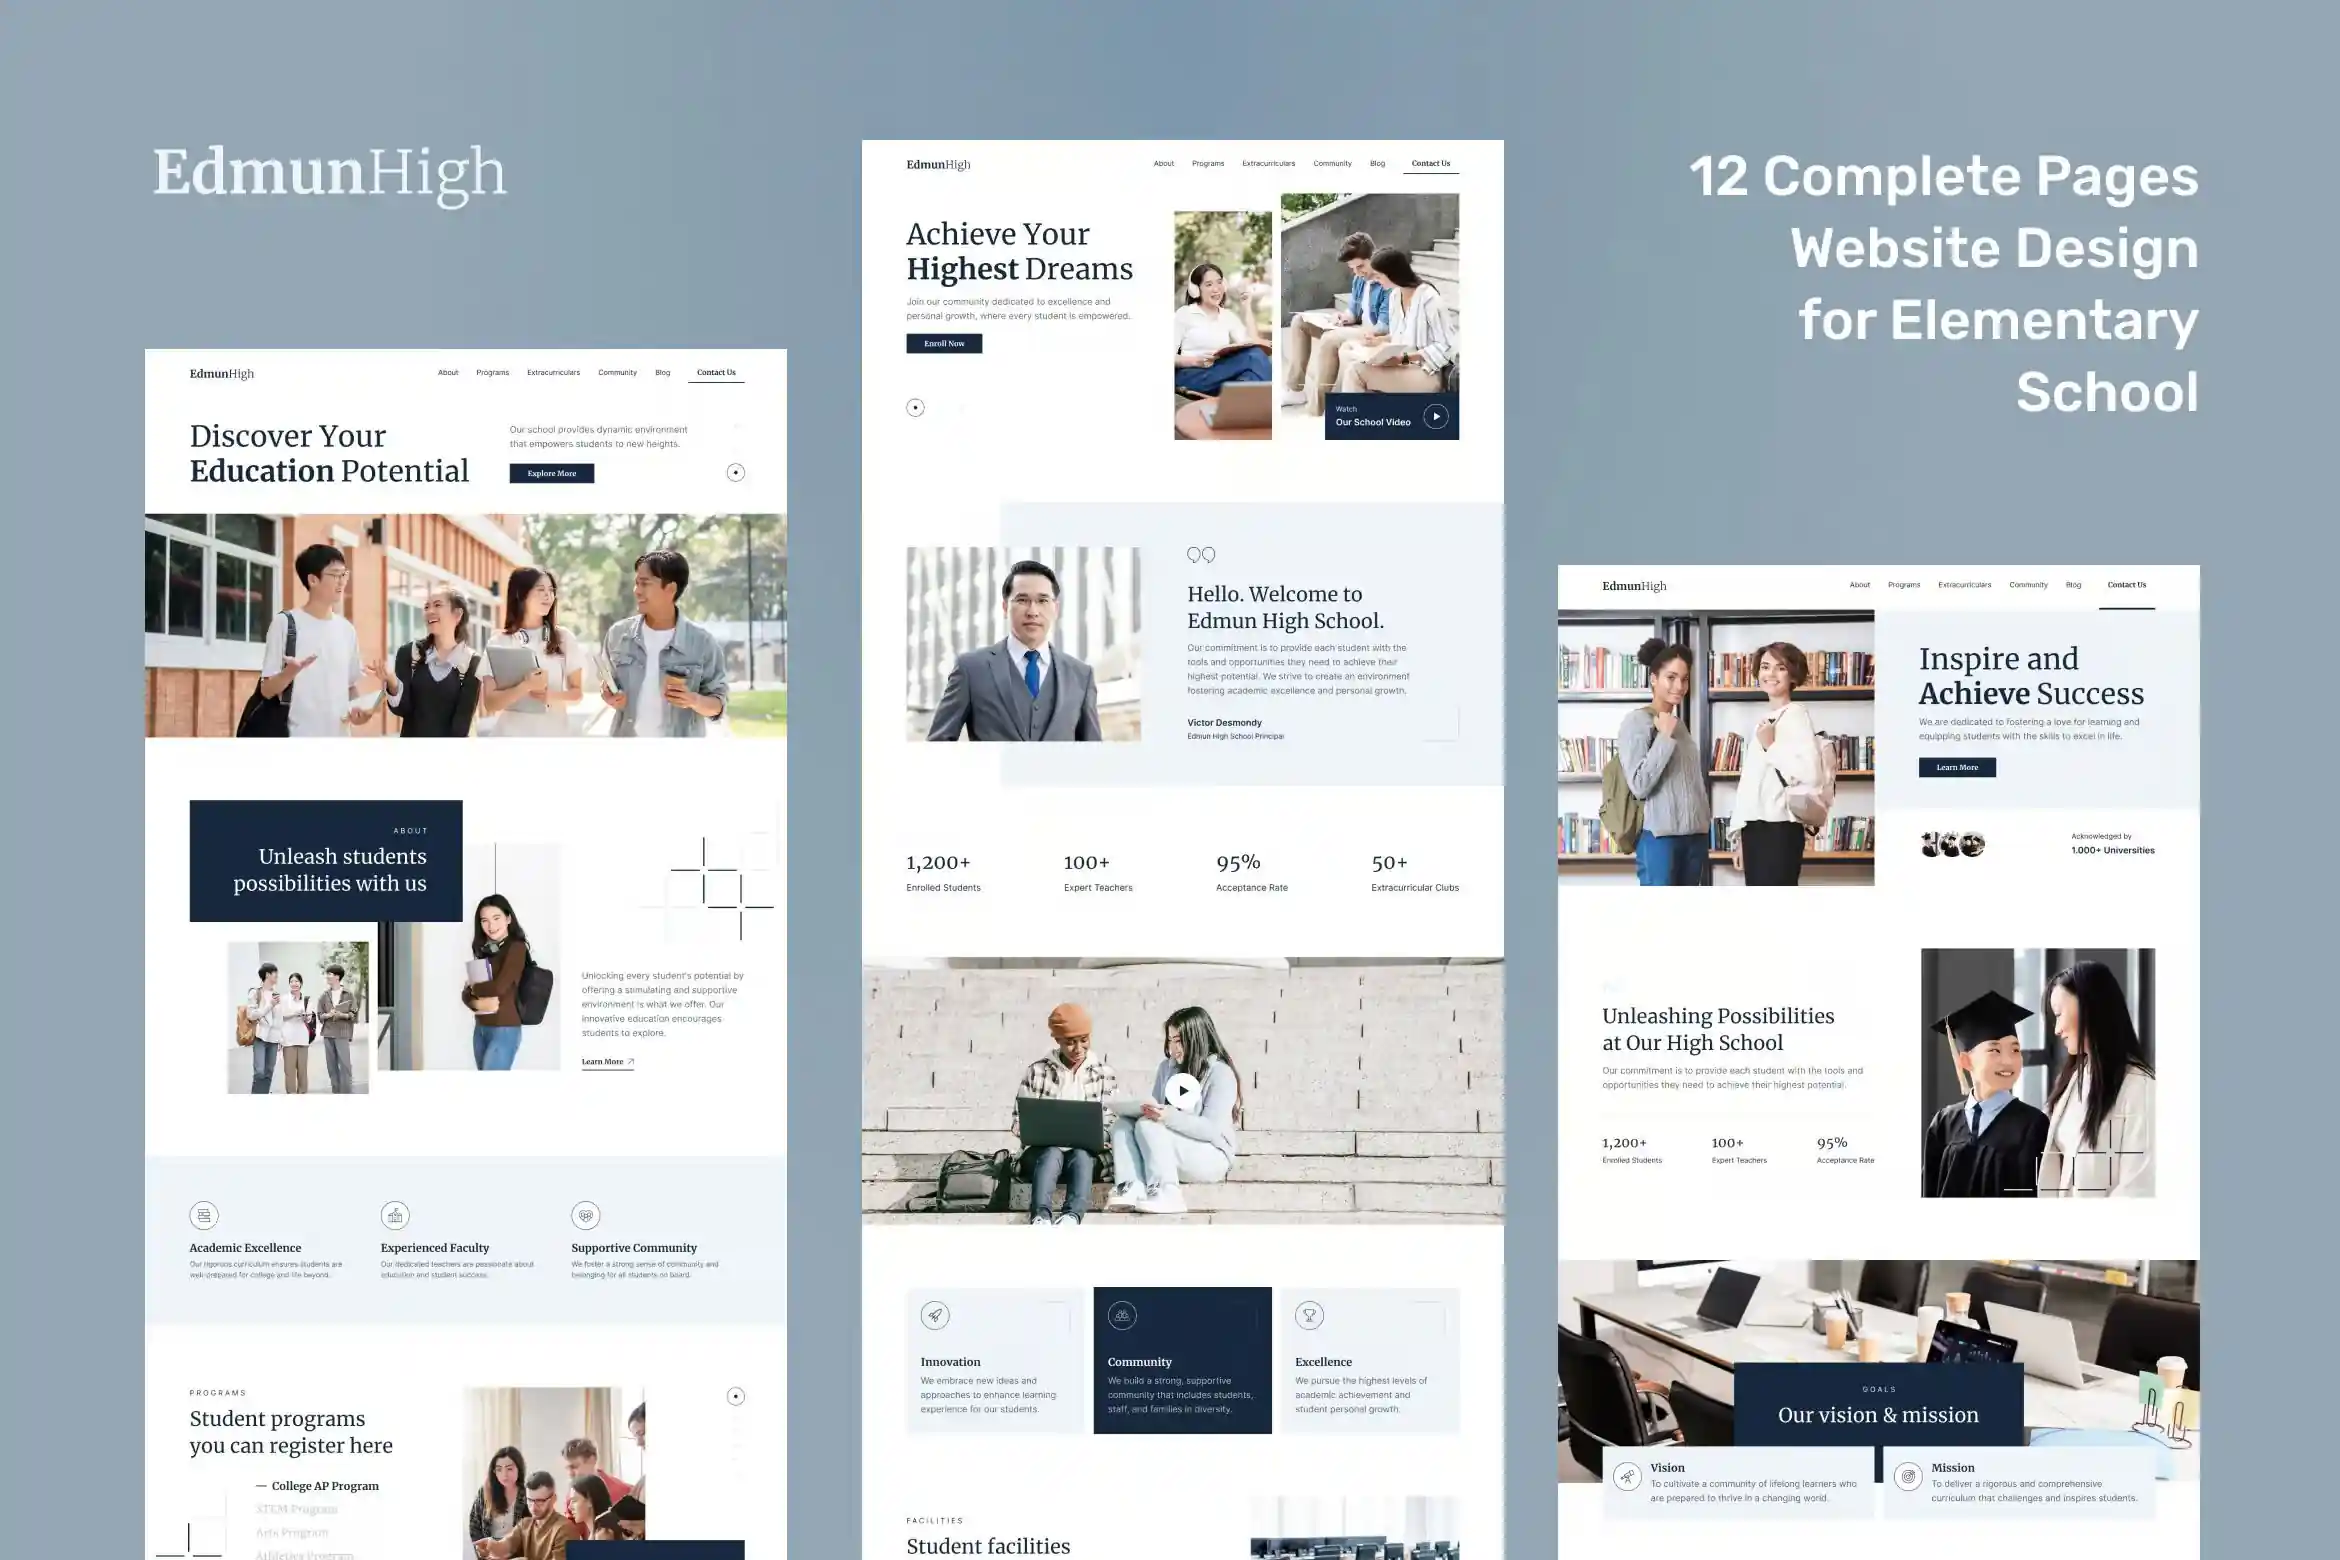 EdmunHigh
12 Complete Pages
Website Design
for Elementary
School
EdmunHigh
About
Programs
Extracurriculars
Community
Blog
Contact Us
Discover Your
Education Potential
Our school provides dynamic environment
that empowers students to new heights.
Explore More
ABOUT
Unleash students
possibilities with us
Unlocking every student's potential by
offering a stimulating and supportive
environment is what we offer. Our
innovative education encourages
students to explore.
Learn More
Academic Excellence
Our rigorous curriculum ensures students are
well-prepared for college and life beyond.
Experienced Faculty
Our dedicated teachers are passionate about
education and student success.
Supportive Community
We foster a strong sense of community and
belonging for all students on board.
PROGRAMS
Student programs
you can register here
— College AP Program
STEM Program
Arts Program
Athletics Program
EdmunHigh
About
Programs
Extracurriculars
Community
Blog
Contact Us
Achieve Your
Highest Dreams
Join our community dedicated to excellence and
personal growth, where every student is empowered.
Enroll Now
Watch
Our School Video
Hello. Welcome to
Edmun High School.
Our commitment is to provide each student with the
tools and opportunities they need to achieve their
highest potential. We strive to create an environment
fostering academic excellence and personal growth.
Victor Desmondy
Edmun High School Principal
1,200+
Enrolled Students
100+
Expert Teachers
95%
Acceptance Rate
50+
Extracurricular Clubs
Innovation
We embrace new ideas and
approaches to enhance learning
experience for our students.
Community
We build a strong, supportive
community that includes students,
staff, and families in diversity.
Excellence
We pursue the highest levels of
academic achievement and
student personal growth.
FACILITIES
Student facilities
EdmunHigh
About
Programs
Extracurriculars
Community
Blog
Contact Us
Inspire and
Achieve Success
We are dedicated to fostering a love for learning and
equipping students with the skills to excel in life.
Learn More
Acknowledged by
1.000+ Universities
Unleashing Possibilities
at Our High School
Our commitment is to provide each student with the tools and
opportunities they need to achieve their highest potential.
1,200+
Enrolled Students
100+
Expert Teachers
95%
Acceptance Rate
GOALS
Our vision & mission
Vision
To cultivate a community of lifelong learners who
are prepared to thrive in a changing world.
Mission
To deliver a rigorous and comprehensive
curriculum that challenges and inspires students.